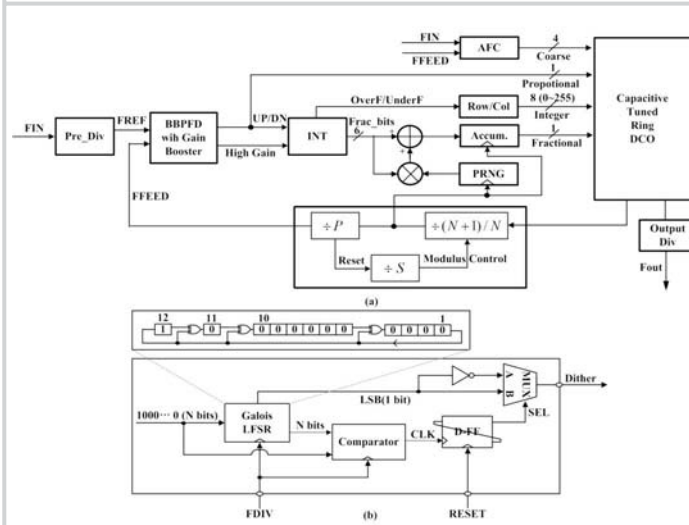 FIN
FFEED
AFC
4
Coarse
1
Propotional
OverF/UnderF
Row/Col
8 (0~255)
Integer
Capacitive
Tuned
Ring
DCO
FIN
Pre_Div
FREF
BBPFD
wih Gain
Booster
UP/DN
High Gain
INT
Frac_bits
6
+
+
Accum.
1
Fractional
PRNG
FFEED
÷P
÷(N+1)/N
Reset
÷S
Modulus Control
Output
Div
Fout
(a)
12 11 10 1
1 0 0 0 0 0 0 0 0 0 0 0
1000··· 0 (N bits)
Galois
LFSR
LSB(1 bit)
N bits
Comparator
CLK
D-FF
A
B
MUX
SEL
Dither
FDIV
RESET
(b)